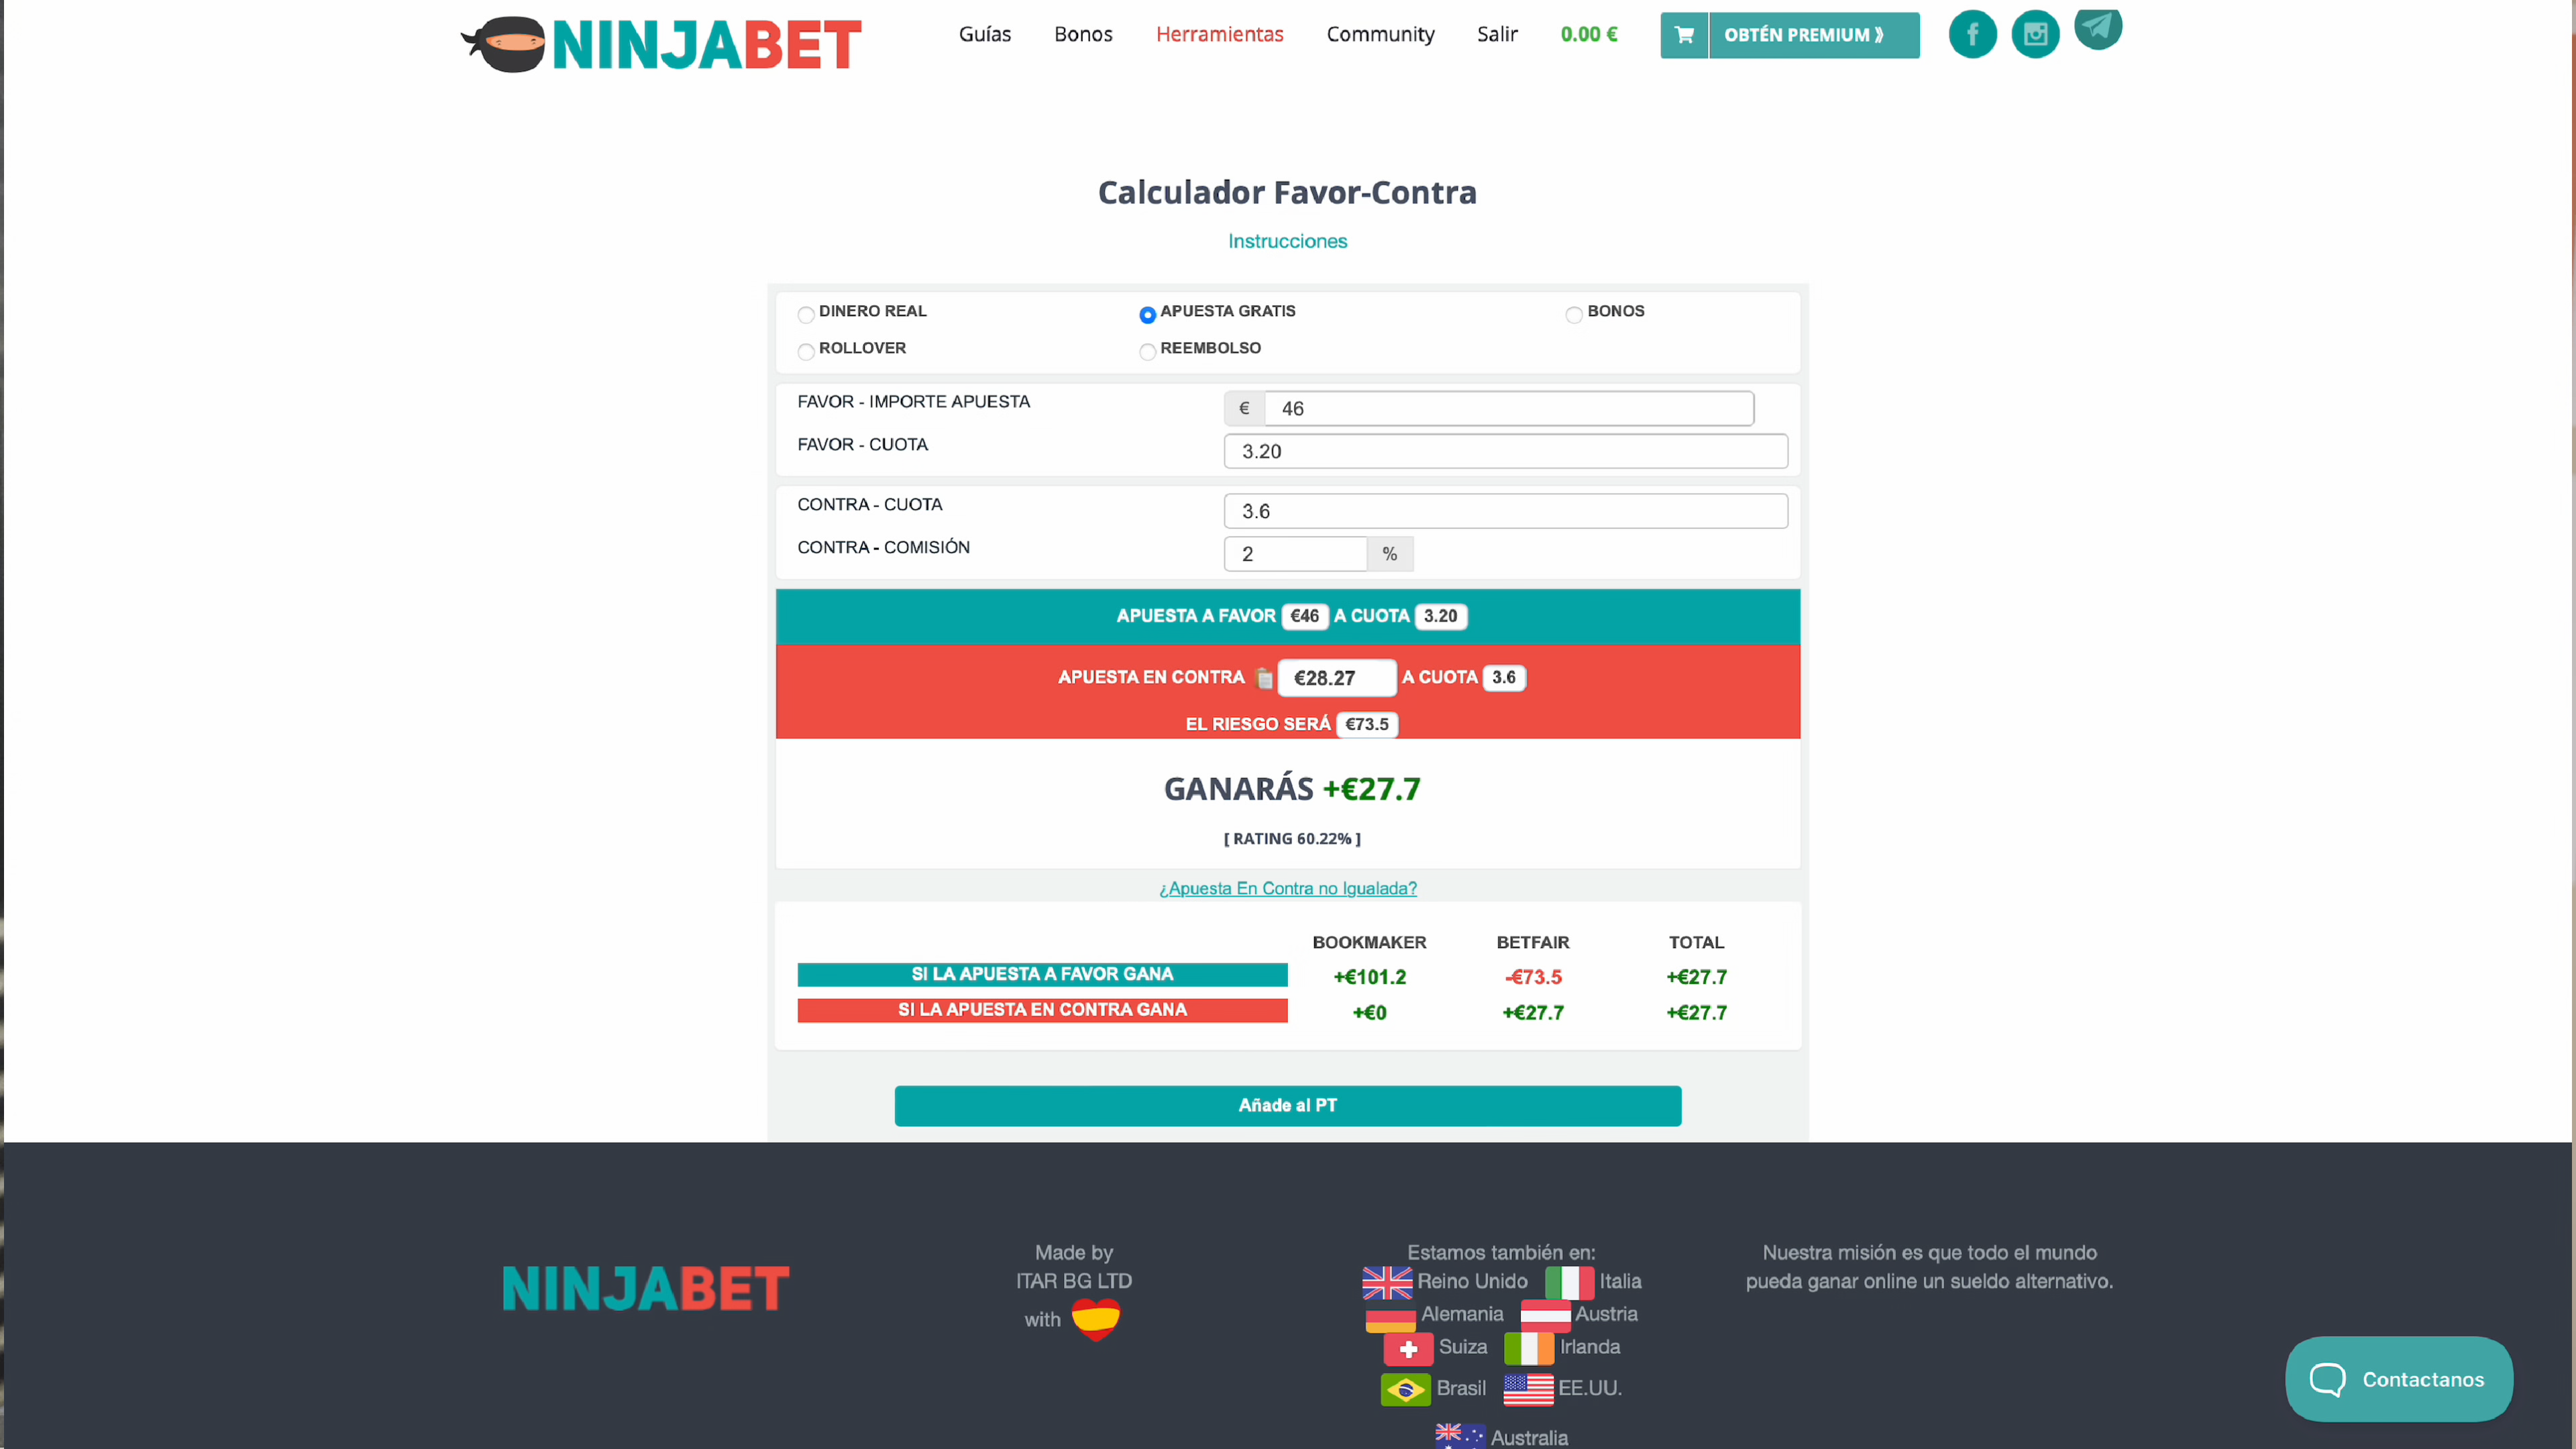 NINJABET
Guías Bonos Herramientas Community Salir 0.00 € OBTÉN PREMIUM ⟫
Calculador Favor-Contra
Instrucciones
DINERO REAL APUESTA GRATIS BONOS
ROLLOVER REEMBOLSO
FAVOR - IMPORTE APUESTA € 46
FAVOR - CUOTA 3.20
CONTRA - CUOTA 3.6
CONTRA - COMISIÓN 2 %
APUESTA A FAVOR €46 A CUOTA 3.20
APUESTA EN CONTRA €28.27 A CUOTA 3.6
EL RIESGO SERÁ €73.5
GANARÁS +€27.7
[ RATING 60.22% ]
¿Apuesta En Contra no Igualada?
BOOKMAKER BETFAIR TOTAL
SI LA APUESTA A FAVOR GANA +€101.2 -€73.5 +€27.7
SI LA APUESTA EN CONTRA GANA +€0 +€27.7 +€27.7
Añade al PT
NINJABET
Made by
ITAR BG LTD
with
Estamos también en:
Reino Unido Italia
Alemania Austria
Suiza Irlanda
Brasil EE.UU.
Australia
Nuestra misión es que todo el mundo
pueda ganar online un sueldo alternativo.
Contactanos